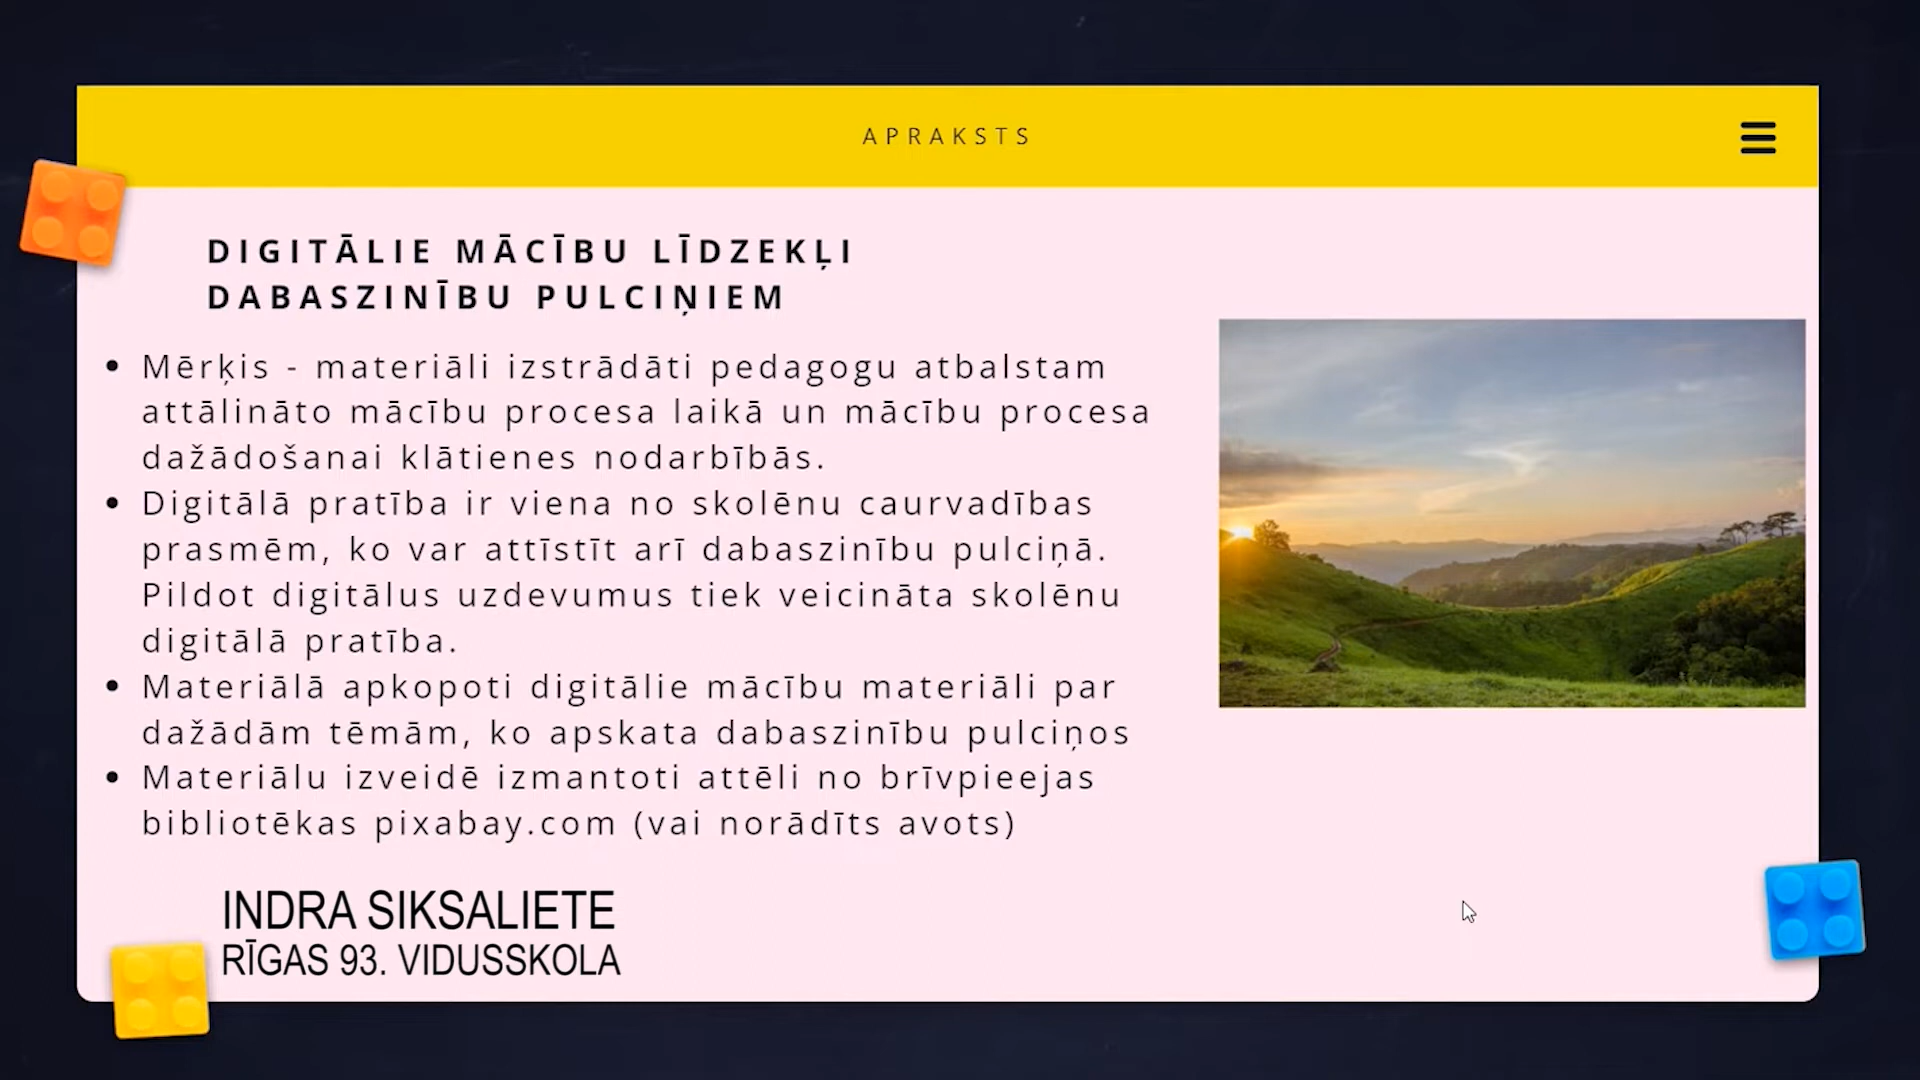 APRAKSTS
DIGITĀLIE MĀCĪBU LĪDZEKĻI
DABASZINĪBU PULCIŅIEM
• Mērķis - materiāli izstrādāti pedagogu atbalstam
attālināto mācību procesa laikā un mācību procesa
dažādošanai klātienes nodarbībās.
• Digitālā pratība ir viena no skolēnu caurvadības
prasmēm, ko var attīstīt arī dabaszinību pulciņā.
Pildot digitālus uzdevumus tiek veicināta skolēnu
digitālā pratība.
• Materiālā apkopoti digitālie mācību materiāli par
dažādām tēmām, ko apskata dabaszinību pulciņos
• Materiālu izveidē izmantoti attēli no brīvpieejas
bibliotēkas pixabay.com (vai norādīts avots)
INDRA SIKSALIETE
RĪGAS 93. VIDUSSKOLA